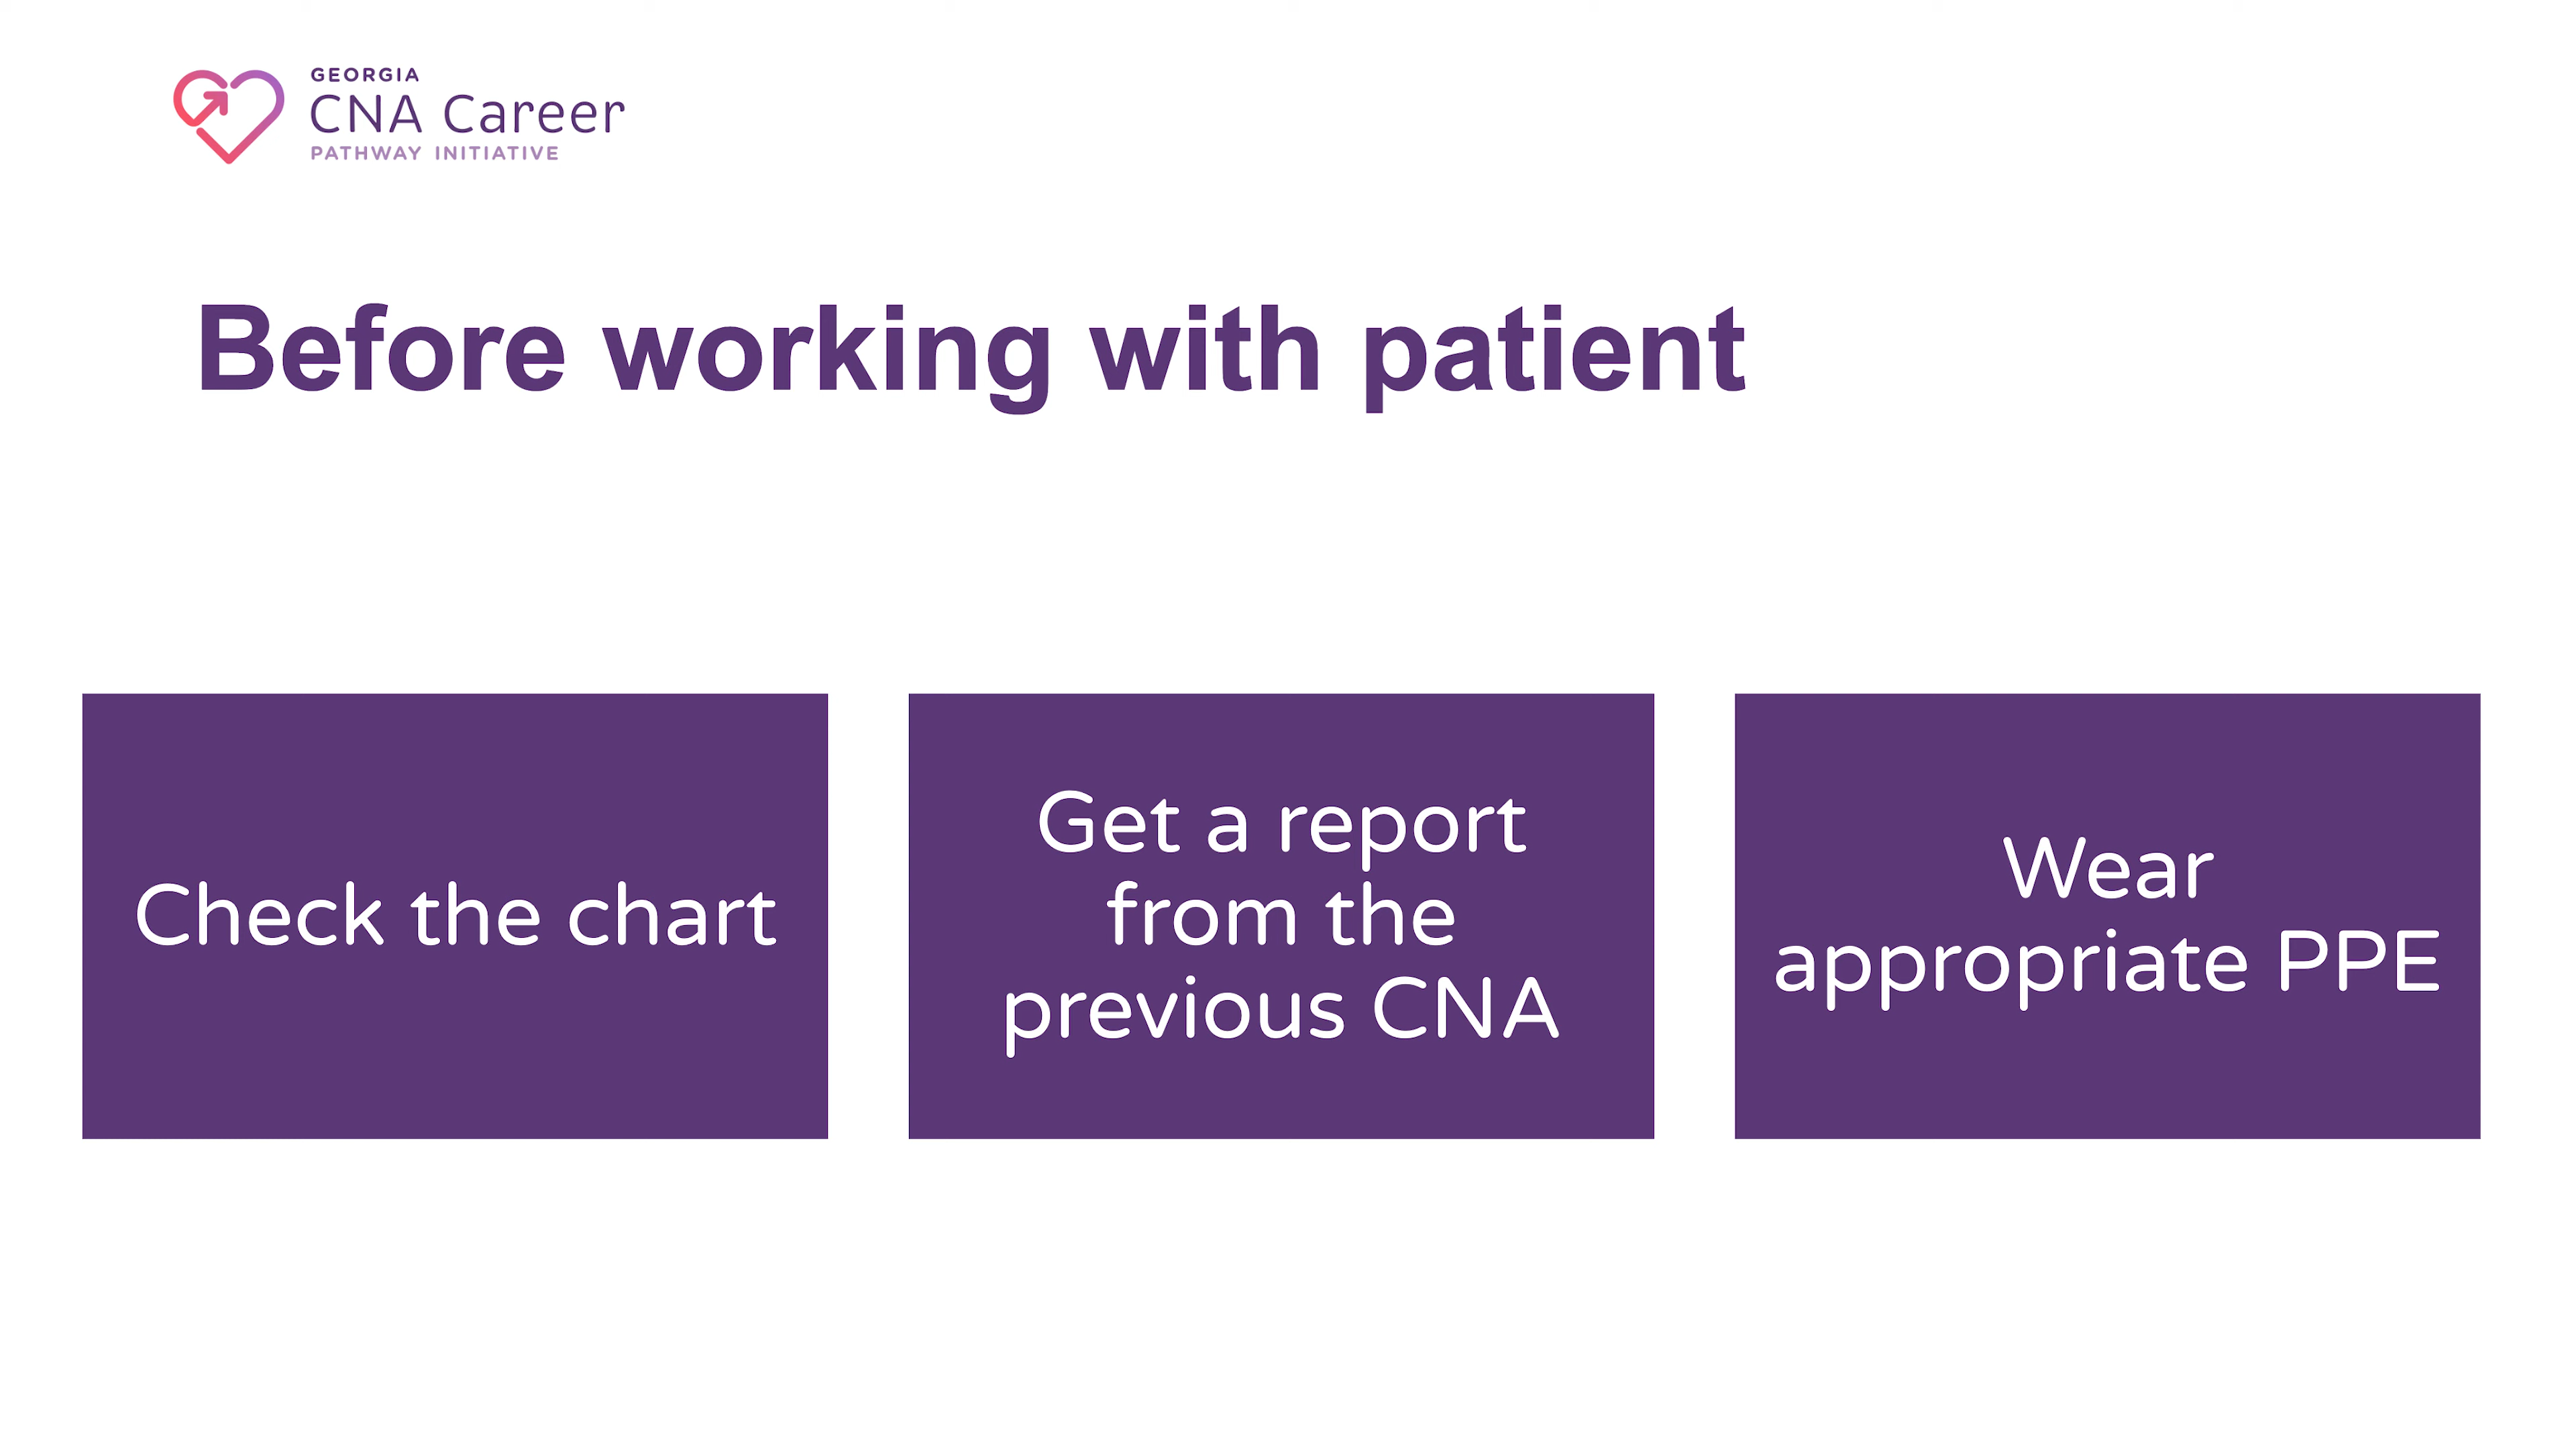 GEORGIA
CNA Career
PATHWAY INITIATIVE
Before working with patient
Check the chart
Get a report
from the
previous CNA
Wear
appropriate PPE